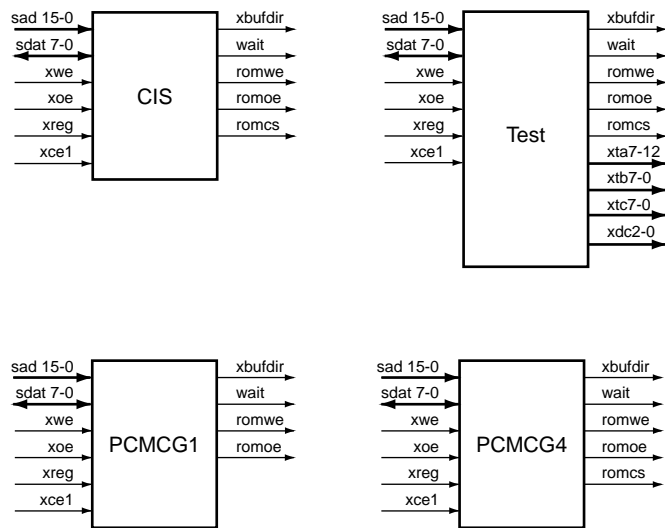 sad 15-0
sdat 7-0
xwe
xoe
xreg
xce1
CIS
xbufdir
wait
romwe
romoe
romcs
sad 15-0
sdat 7-0
xwe
xoe
xreg
xce1
Test
xbufdir
wait
romwe
romoe
romcs
xta7-12
xtb7-0
xtc7-0
xdc2-0
sad 15-0
sdat 7-0
xwe
xoe
xreg
xce1
PCMCG1
xbufdir
wait
romwe
romoe
sad 15-0
sdat 7-0
xwe
xoe
xreg
xce1
PCMCG4
xbufdir
wait
romwe
romoe
romcs